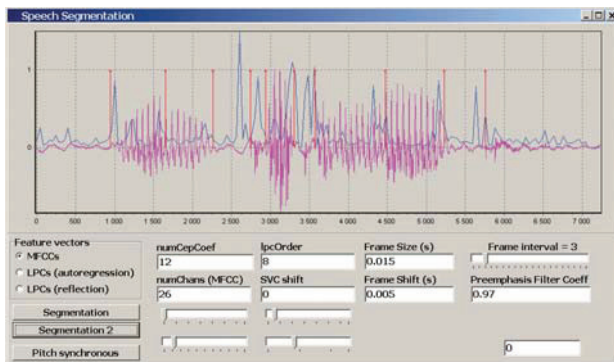 Speech Segmentation
1
0
0 500 1 000 1 500 2 000 2 500 3 000 3 500 4 000 4 500 5 000 5 500 6 000 6 500 7 000
Feature vectors
MFCCs
LPCs (autoregression)
LPCs (reflection)
Segmentation
Segmentation 2
Pitch synchronous
numCepCoef lpcOrder Frame Size (s) Frame interval = 3
12 8 0.015
numChans (MFCC) SVC shift Frame Shift (s) Preemphasis Filter Coeff
26 0 0.005 0.97
0